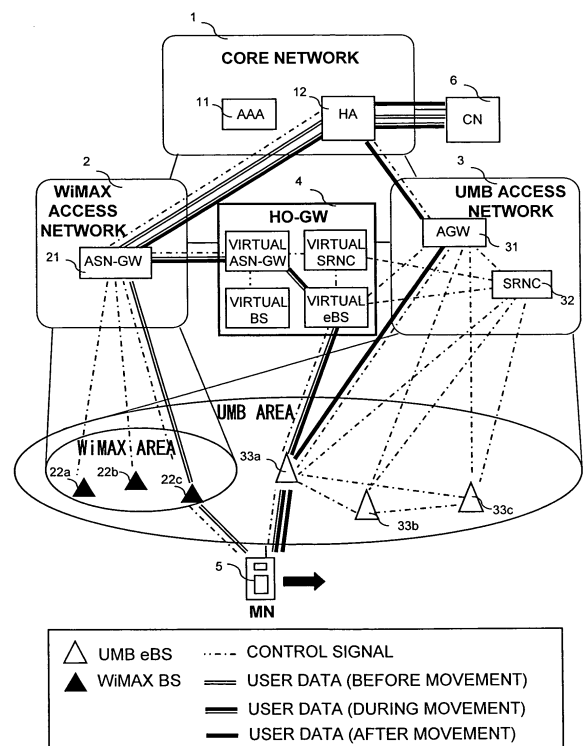 1
CORE NETWORK
11
AAA
12
HA
6
CN
2
WiMAX
ACCESS
NETWORK
21
ASN-GW
4
HO-GW
VIRTUAL
ASN-GW
VIRTUAL
SRNC
VIRTUAL
BS
VIRTUAL
eBS
3
UMB ACCESS
NETWORK
AGW
31
SRNC
32
UMB AREA
WiMAX AREA
22a
22b
22c
33a
33b
33c
5
MN
UMB eBS
WiMAX BS
CONTROL SIGNAL
USER DATA (BEFORE MOVEMENT)
USER DATA (DURING MOVEMENT)
USER DATA (AFTER MOVEMENT)